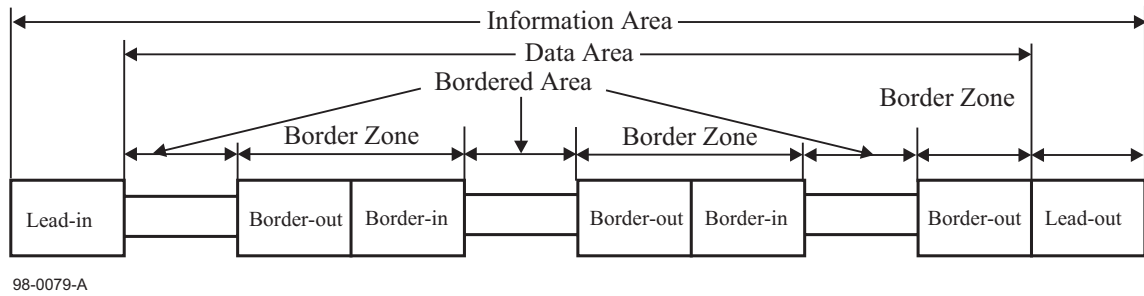 Information Area
Data Area
Bordered Area
Border Zone
Border Zone Border Zone
Lead-in Border-out Border-in Border-out Border-in Border-out Lead-out
98-0079-A